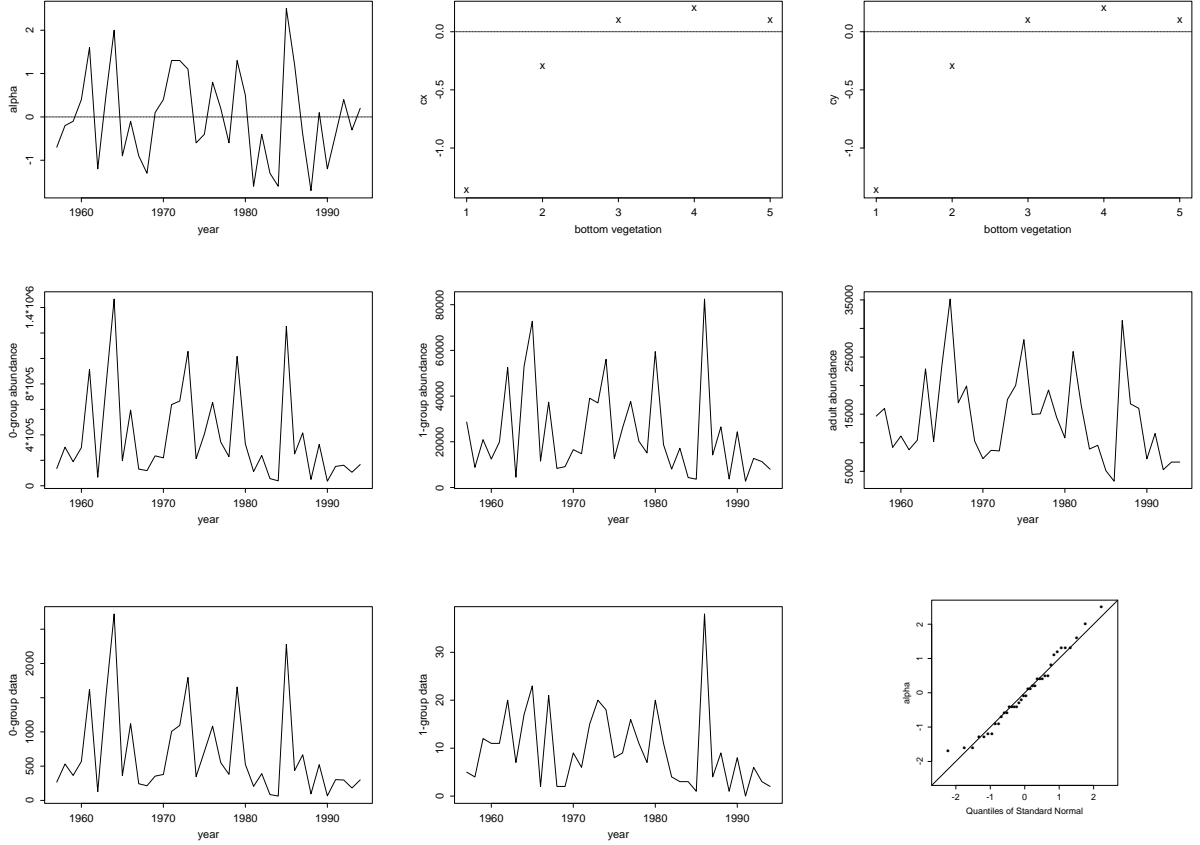 2
1
0
-1
alpha
1960 1970 1980 1990
year
0.0
-0.5
-1.0
cx
x x x x x
1 2 3 4 5
bottom vegetation
0.0
-0.5
-1.0
cy
x x x x x
1 2 3 4 5
bottom vegetation
1.4*10^6
8*10^5
4*10^5
0
0-group abundance
1960 1970 1980 1990
year
80000
60000
40000
20000
0
1-group abundance
1960 1970 1980 1990
year
35000
25000
15000
5000
adult abundance
1960 1970 1980 1990
year
2000
1000
500
0
0-group data
1960 1970 1980 1990
year
30
20
10
0
1-group data
1960 1970 1980 1990
year
2
1
0
-1
-2
alpha
-2 -1 0 1 2
Quantiles of Standard Normal